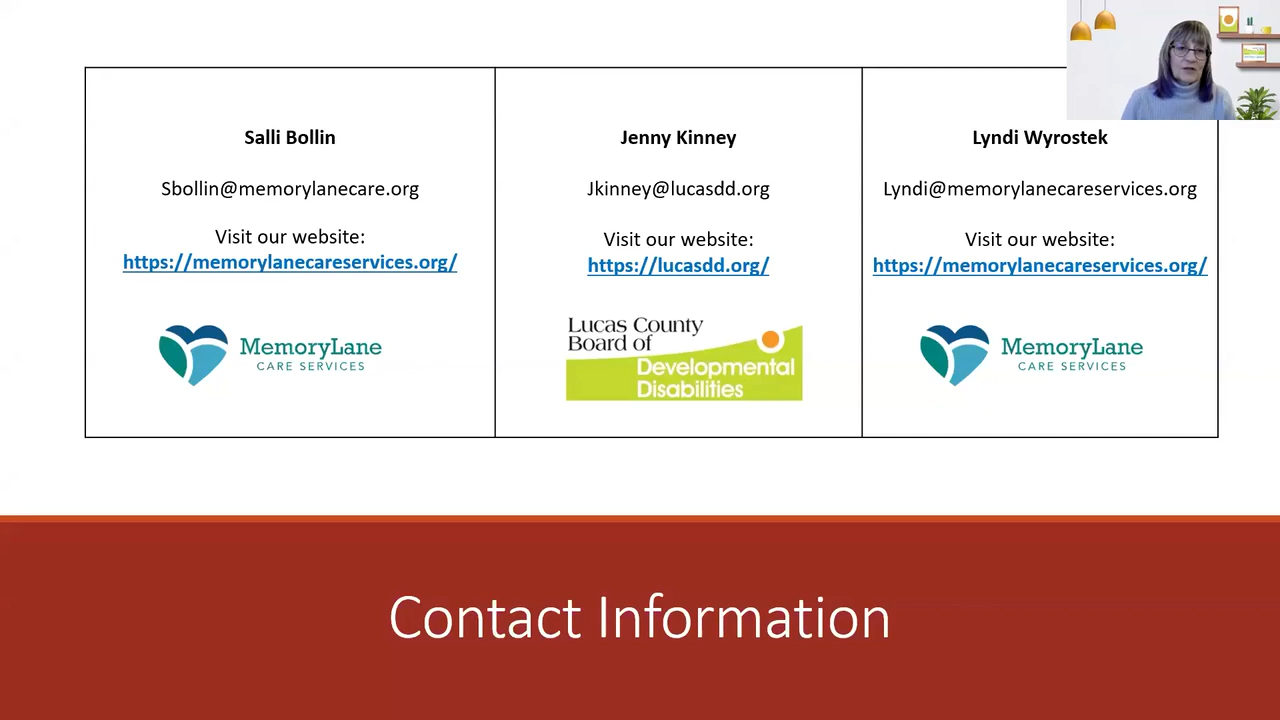 Salli Bollin
Sbollin@memorylanecare.org
Visit our website:
https://memorylanecareservices.org/
MemoryLane
CARE SERVICES
Jenny Kinney
Jkinney@lucasdd.org
Visit our website:
https://lucasdd.org/
Lucas County
Board of
Developmental
Disabilities
Lyndi Wyrostek
Lyndi@memorylanecareservices.org
Visit our website:
https://memorylanecareservices.org/
MemoryLane
CARE SERVICES
Contact Information